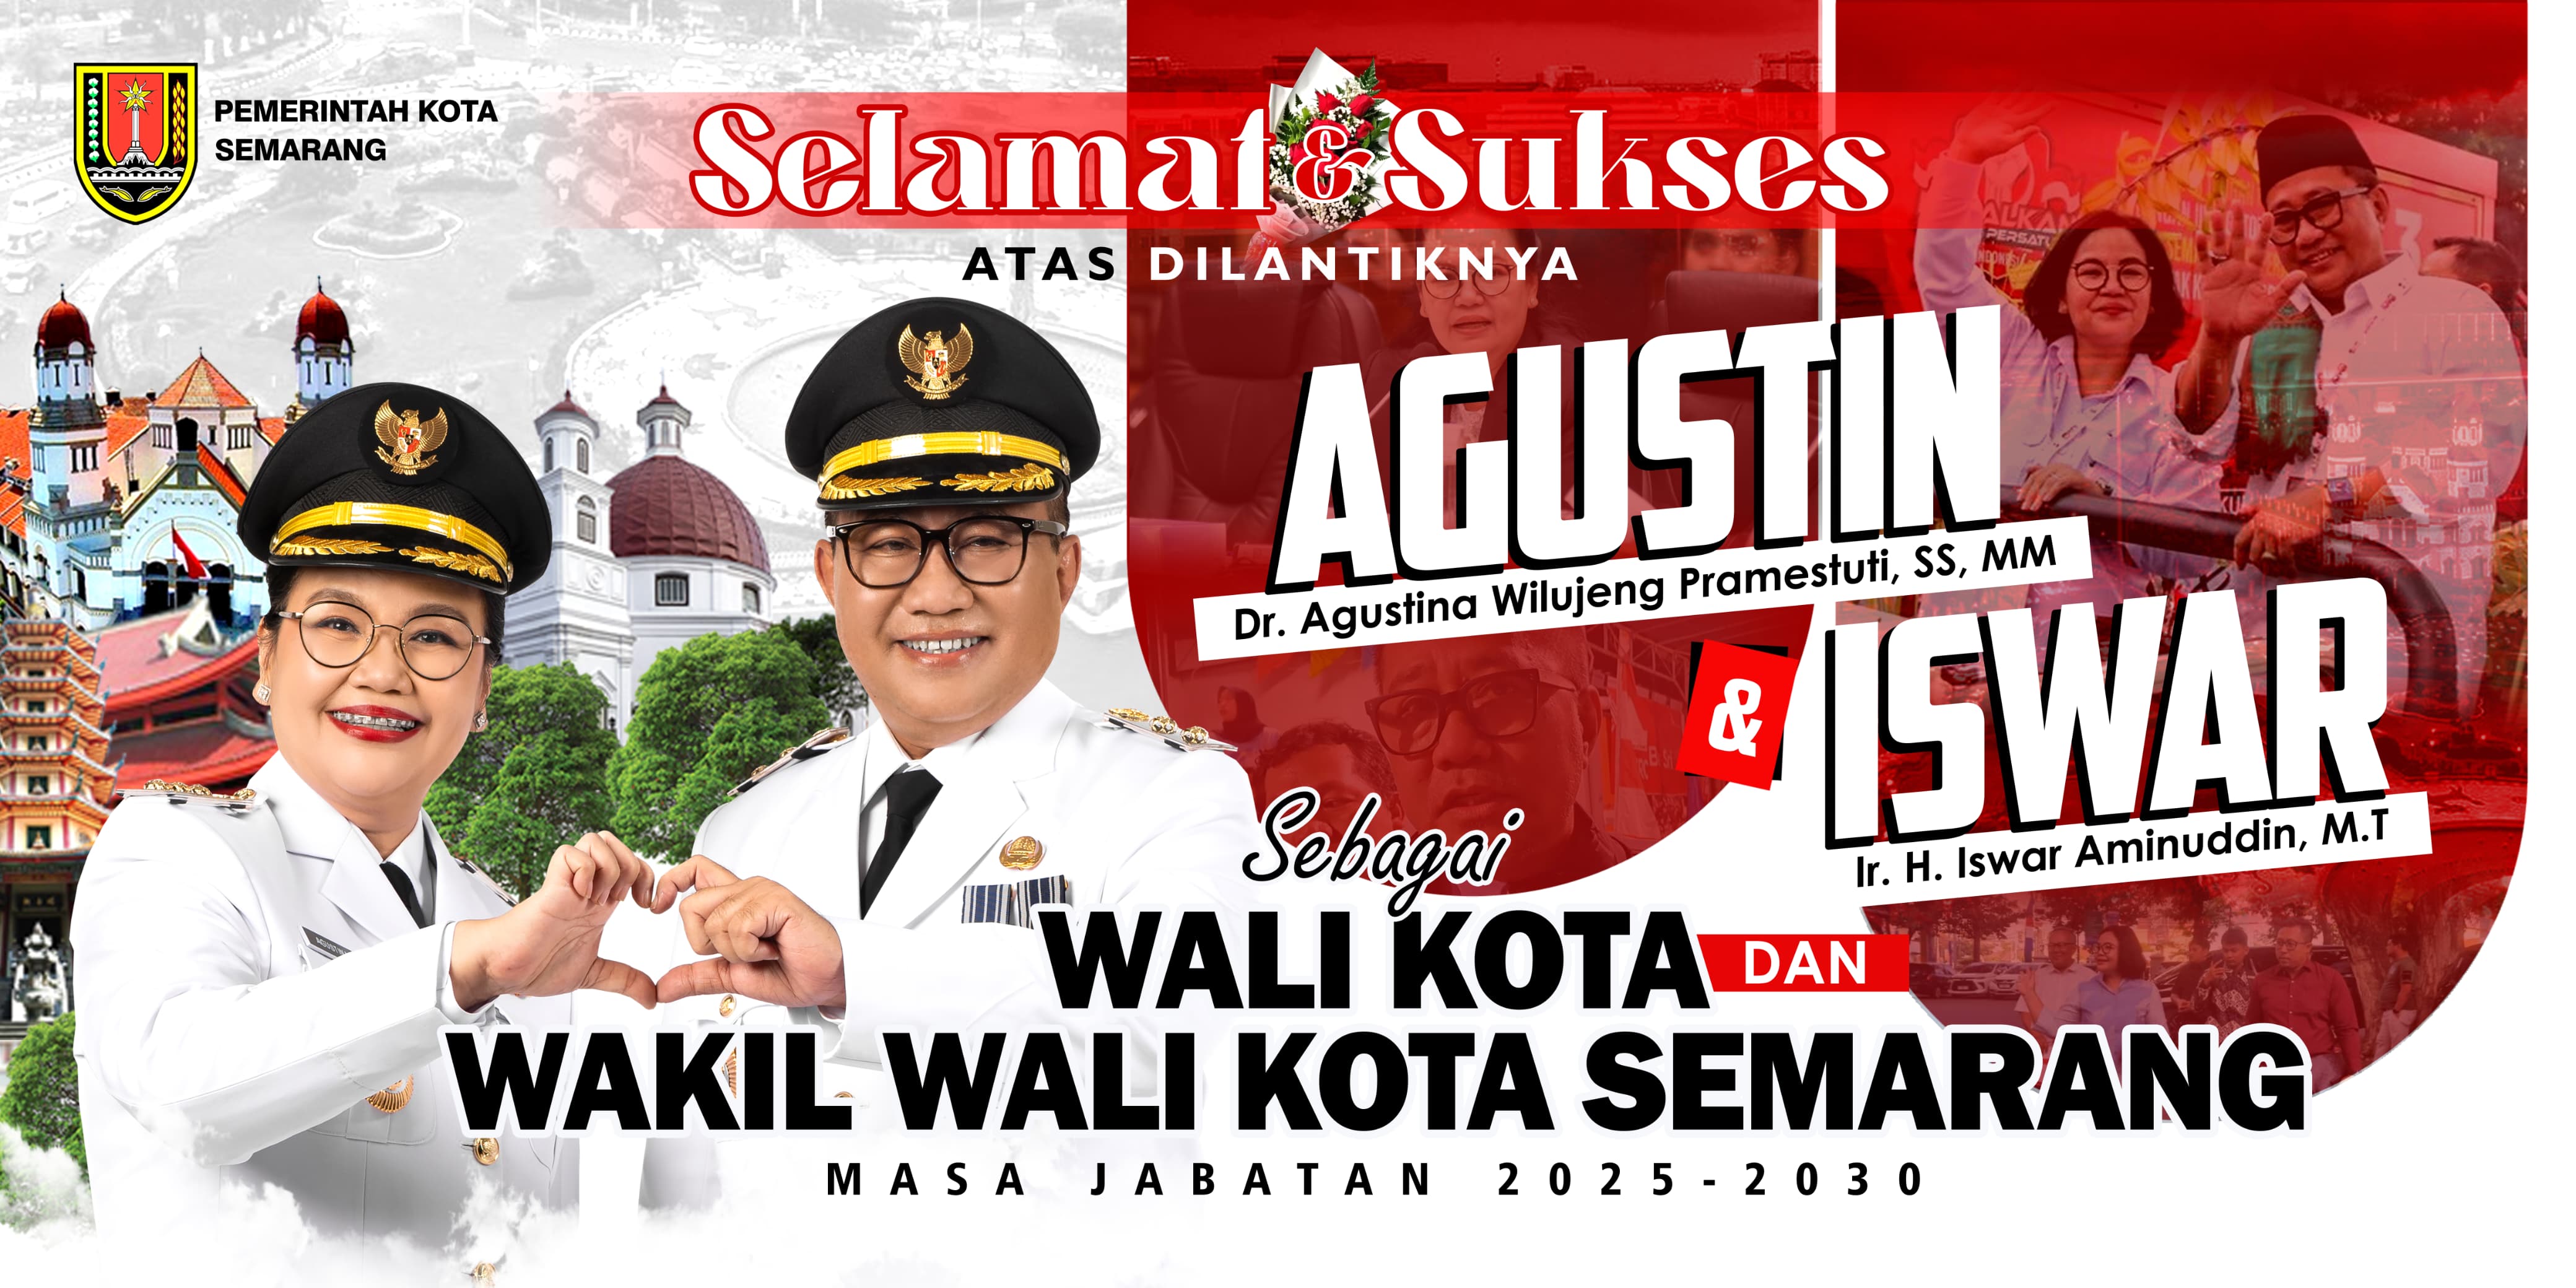 PEMERINTAH KOTA
SEMARANG
Selamat & Sukses
ATAS DILANTIKNYA
AGUSTIN
Dr. Agustina Wilujeng Pramestuti, SS, MM
&
ISWAR
Ir. H. Iswar Aminuddin, M.T
Sebagai
WALI KOTA DAN
WAKIL WALI KOTA SEMARANG
MASA JABATAN 2025-2030